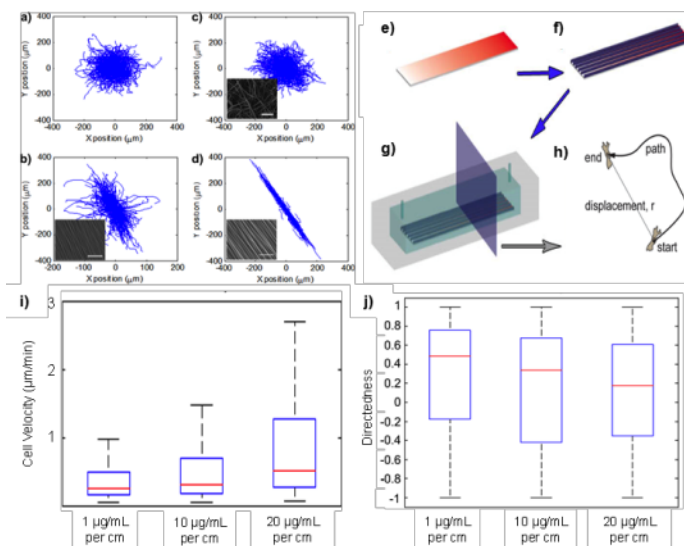 a)
400
200
0
-200
-400
Y position (μm)
-400 -200 0 200 400
X position (μm)
c)
400
200
0
-200
-400
Y position (μm)
-400 -200 0 200 400
X position (μm)
b)
400
200
0
-200
-400
Y position (μm)
-200 -100 0 100 200
X position (μm)
d)
400
200
0
-200
-400
Y position (μm)
-400 -200 0 200 400
X position (μm)
e)
f)
g)
h)
end
path
displacement, r
start
i)
3
2
1
Cell Velocity (μm/min)
1 μg/mL per cm
10 μg/mL per cm
20 μg/mL per cm
j)
1
0.8
0.6
0.4
0.2
0
-0.2
-0.4
-0.6
-0.8
-1
Directedness
1 μg/mL per cm
10 μg/mL per cm
20 μg/mL per cm